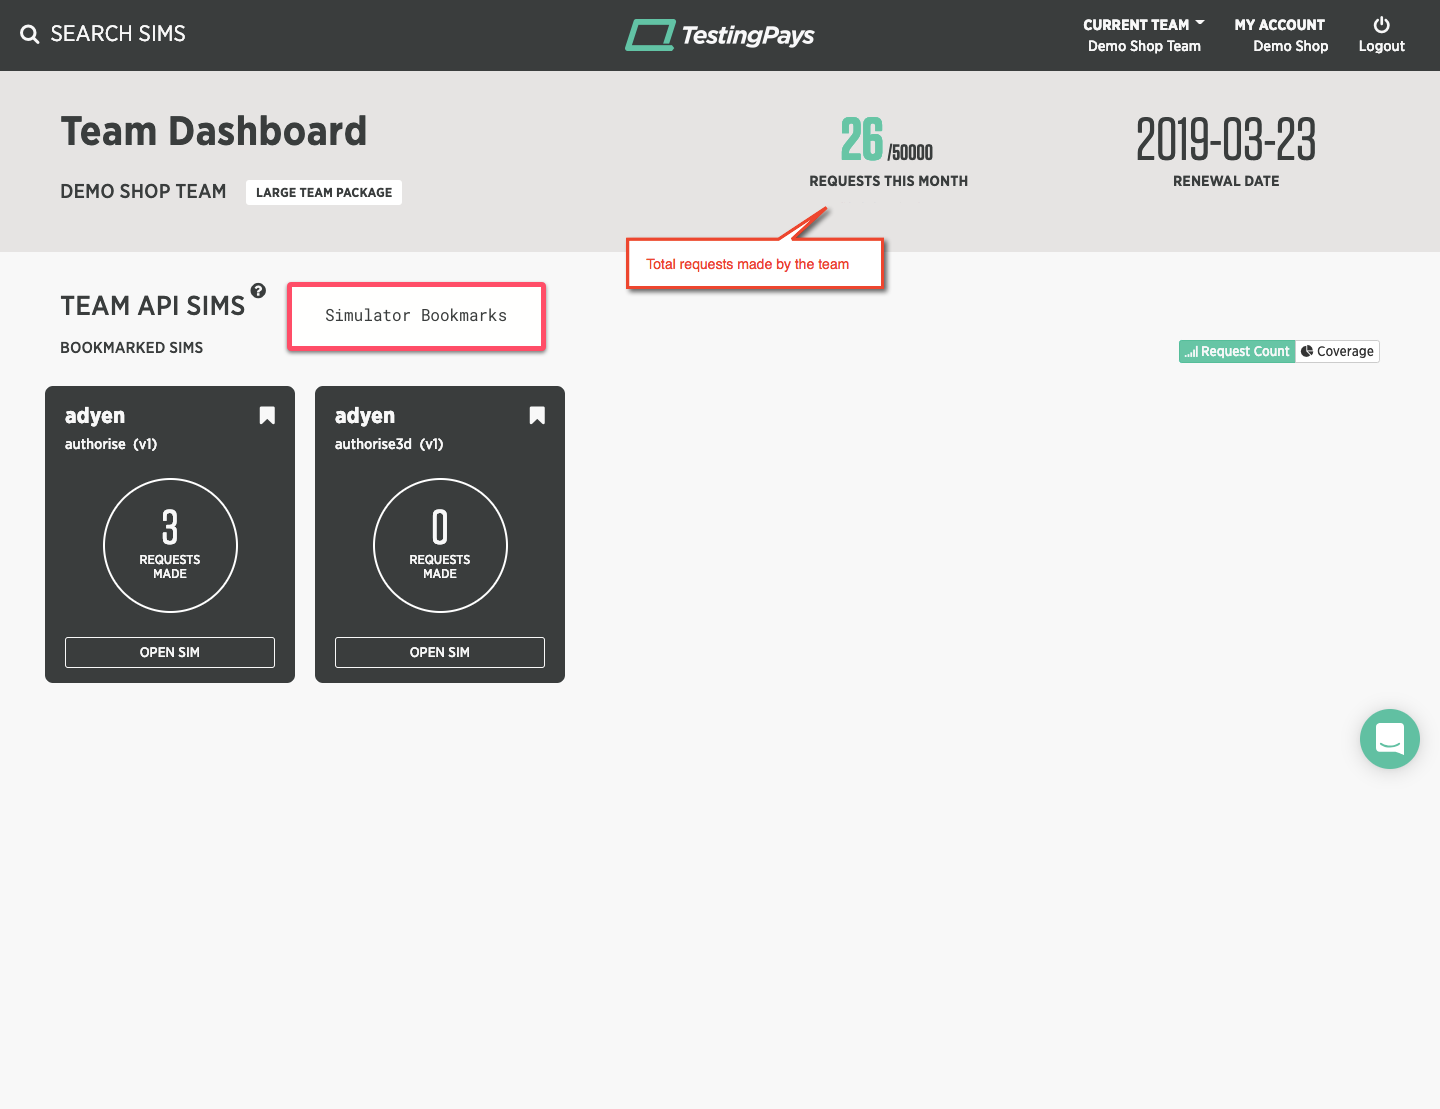 SEARCH SIMS
TestingPays
CURRENT TEAM
Demo Shop Team
MY ACCOUNT
Demo Shop
Logout
Team Dashboard
DEMO SHOP TEAM
LARGE TEAM PACKAGE
26 /50000
REQUESTS THIS MONTH
2019-03-23
RENEWAL DATE
Total requests made by the team
TEAM API SIMS
?
Simulator Bookmarks
BOOKMARKED SIMS
Request Count
Coverage
adyen
authorise (v1)
3
REQUESTS
MADE
OPEN SIM
adyen
authorise3d (v1)
0
REQUESTS
MADE
OPEN SIM